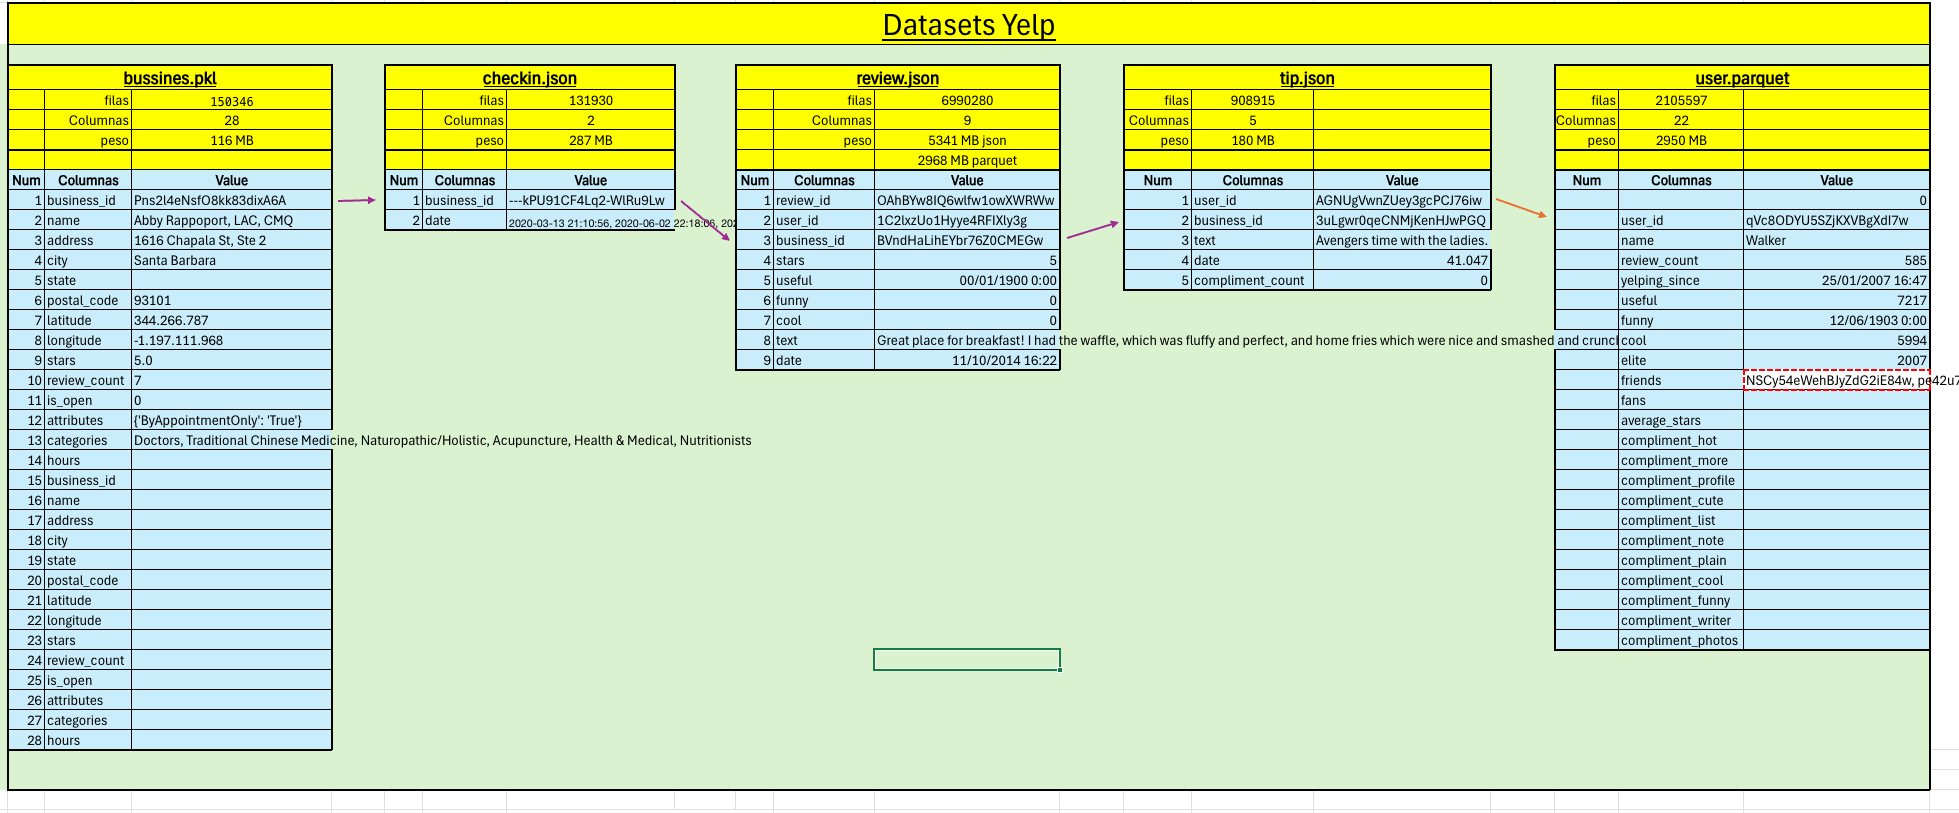 Datasets Yelp
bussines.pkl
filas 150346
Columnas 28
peso 116 MB
Num Columnas Value
1 business_id Pns2l4eNsfO8kk83dixA6A
2 name Abby Rappoport, LAC, CMQ
3 address 1616 Chapala St, Ste 2
4 city Santa Barbara
5 state
6 postal_code 93101
7 latitude 344.266.787
8 longitude -1.197.111.968
9 stars 5.0
10 review_count 7
11 is_open 0
12 attributes {'ByAppointmentOnly': 'True'}
13 categories Doctors, Traditional Chinese Medicine, Naturopathic/Holistic, Acupuncture, Health & Medical, Nutritionists
14 hours
15 business_id
16 name
17 address
18 city
19 state
20 postal_code
21 latitude
22 longitude
23 stars
24 review_count
25 is_open
26 attributes
27 categories
28 hours
checkin.json
filas 131930
Columnas 2
peso 287 MB
Num Columnas Value
1 business_id ---kPU91CF4Lq2-WlRu9Lw
2 date 2020-03-13 21:10:56, 2020-06-02 22:18:06, 202
review.json
filas 6990280
Columnas 9
peso 5341 MB json
2968 MB parquet
Num Columnas Value
1 review_id OAhBYw8IQ6wlfw1owXWRWw
2 user_id 1C2lxzUo1Hyye4RFIXly3g
3 business_id BVndHaLihEYbr76Z0CMEGw
4 stars 5
5 useful 00/01/1900 0:00
6 funny 0
7 cool 0
8 text Great place for breakfast! I had the waffle, which was fluffy and perfect, and home fries which were nice and smashed and crunch
9 date 11/10/2014 16:22
tip.json
filas 908915
Columnas 5
peso 180 MB
Num Columnas Value
1 user_id AGNUgVwnZUey3gcPCJ76iw
2 business_id 3uLgwr0qeCNMjKenHJwPGQ
3 text Avengers time with the ladies.
4 date 41.047
5 compliment_count 0
user.parquet
filas 2105597
Columnas 22
peso 2950 MB
Num Columnas Value
0
user_id qVc8ODYU5SZjKXVBgXdI7w
name Walker
review_count 585
yelping_since 25/01/2007 16:47
useful 7217
funny 12/06/1903 0:00
cool 5994
elite 2007
friends NSCy54eWehBJyZdG2iE84w, pe42u7
fans
average_stars
compliment_hot
compliment_more
compliment_profile
compliment_cute
compliment_list
compliment_note
compliment_plain
compliment_cool
compliment_funny
compliment_writer
compliment_photos